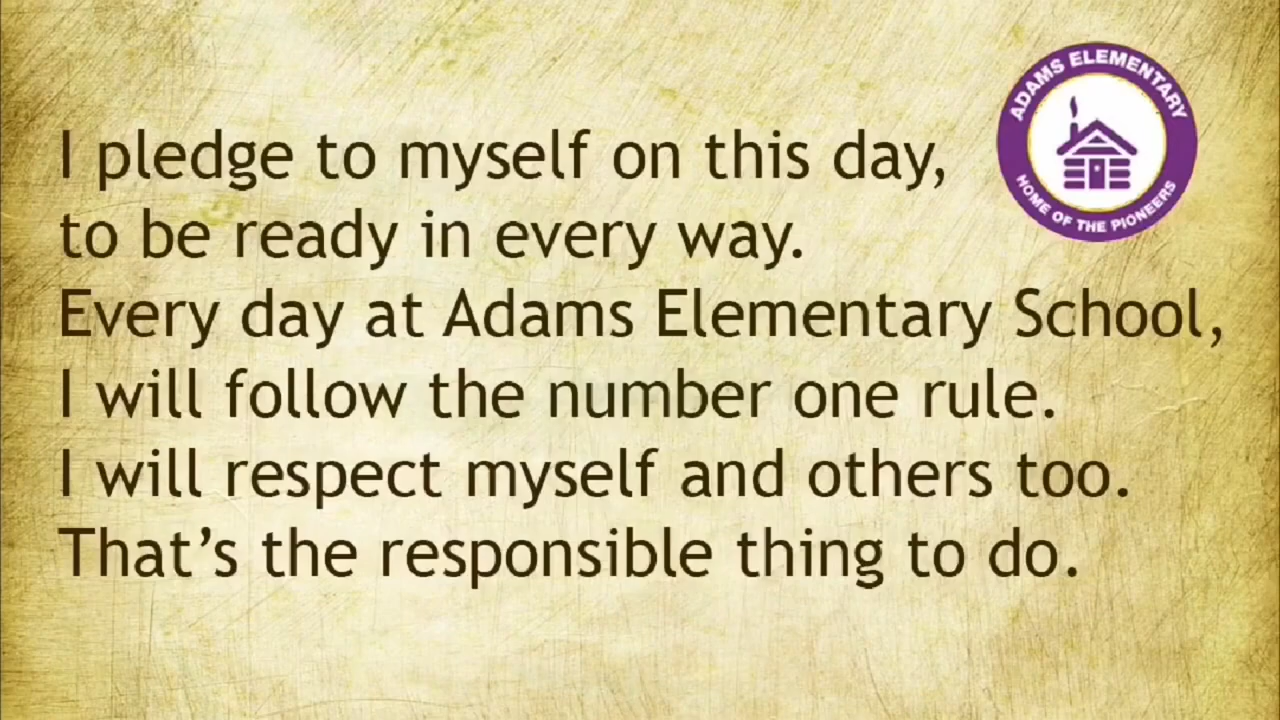 I pledge to myself on this day,
to be ready in every way.
Every day at Adams Elementary School,
I will follow the number one rule.
I will respect myself and others too.
That’s the responsible thing to do.
ADAMS ELEMENTARY
HOME OF THE PIONEERS